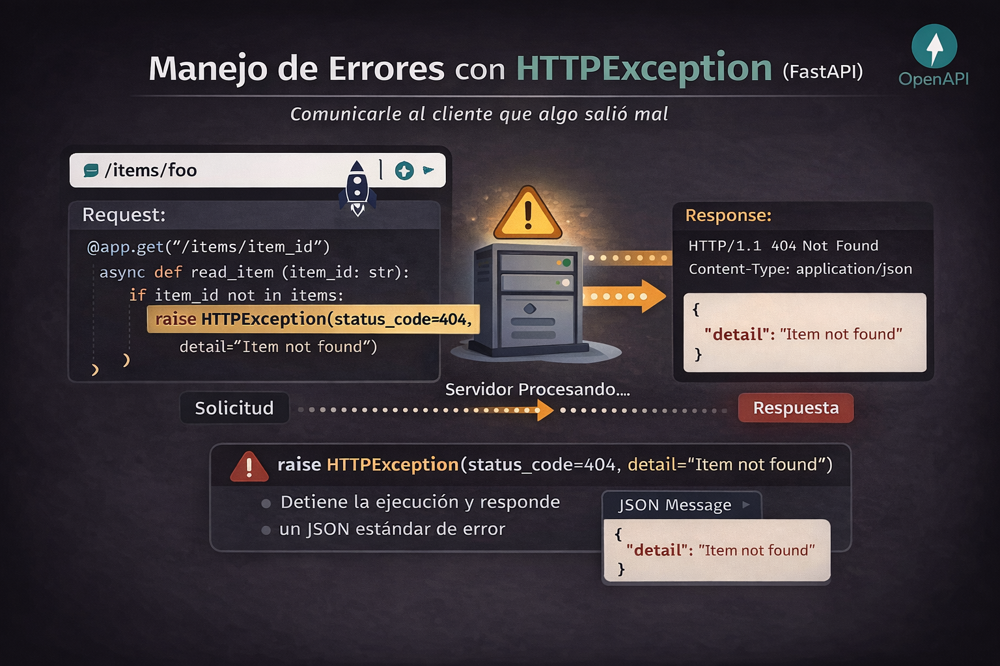 Manejo de Errores con HTTPException (FastAPI)
OpenAPI
Comunicarle al cliente que algo salió mal
/items/foo
Request:
@app.get(”/items/item_id”)
async def read_item (item_id: str):
if item_id not in items:
raise HTTPException(status_code=404,
detail=”Item not found”)
)
)
Response:
HTTP/1.1 404 Not Found
Content-Type: application/json
{
"detail": ”Item not found”
}
Servidor Procesando....
Solicitud
Respuesta
raise HTTPException(status_code=404, detail=“Item not found”)
Detiene la ejecución y responde
un JSON estándar de error
JSON Message
{
"detail": ”Item not found”
}